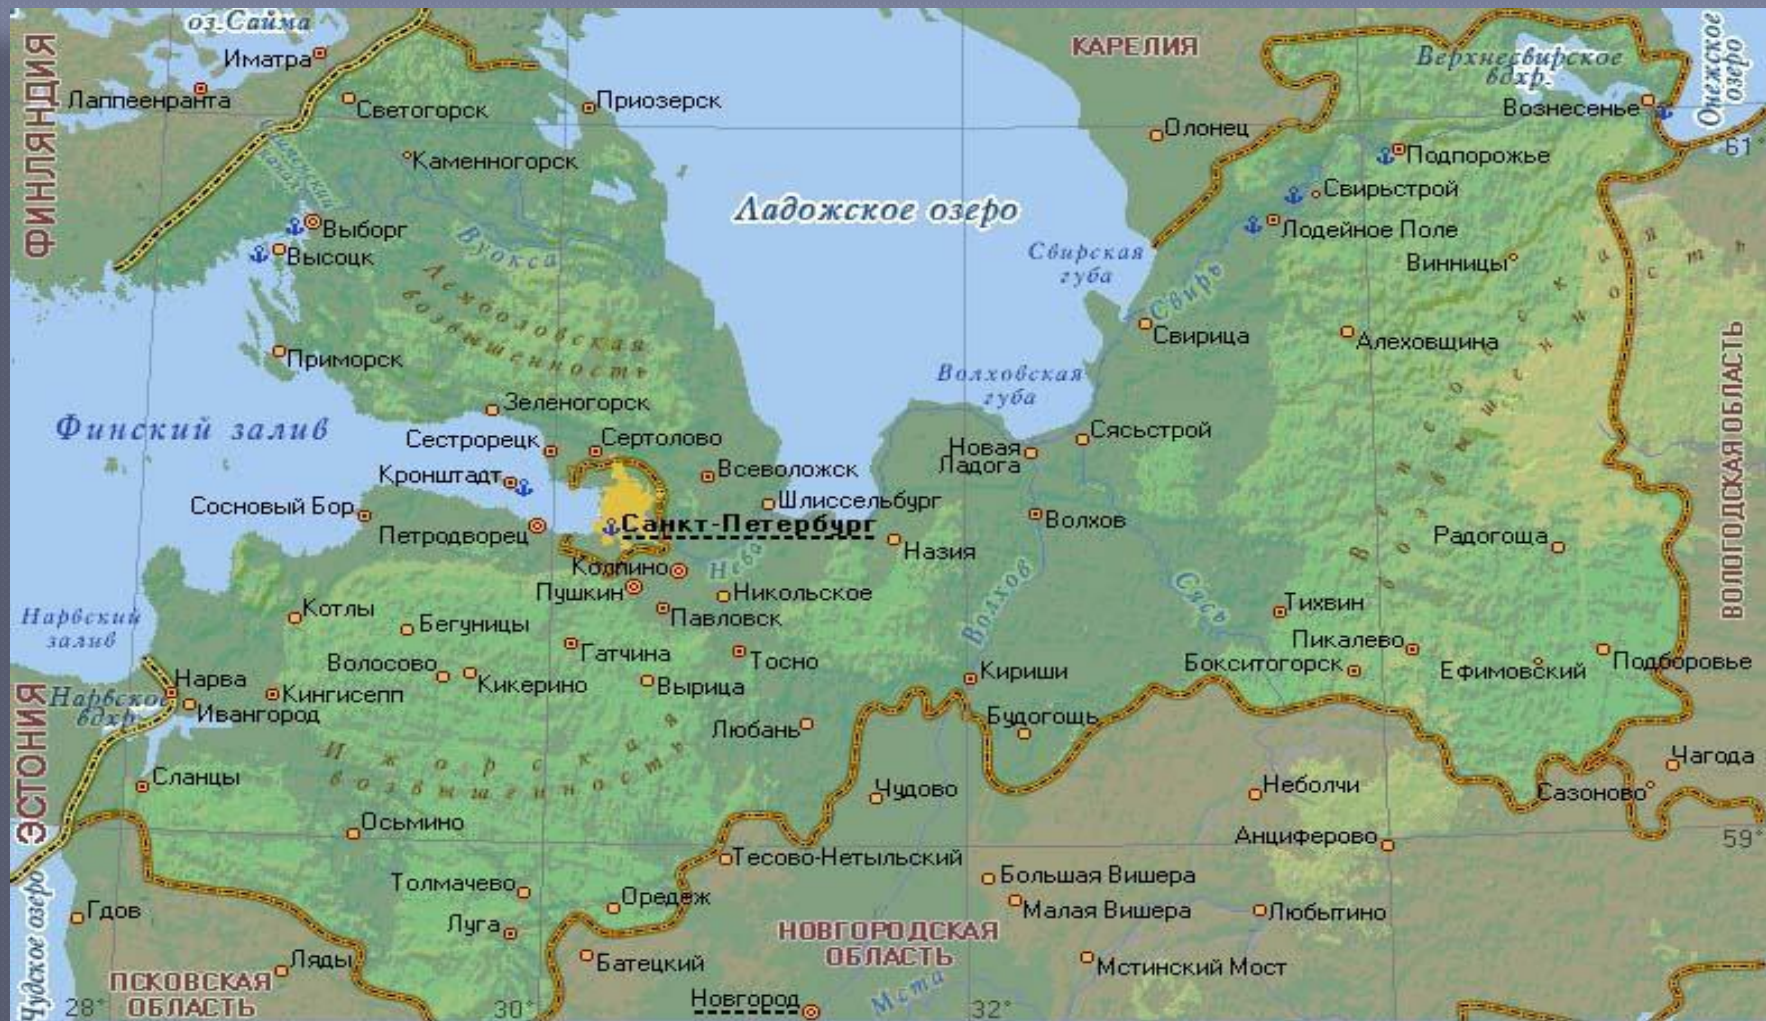 оз.Сайма
Иматра
Лаппеенранта
ФИНЛЯНДИЯ
Светогорск
Каменногорск
Приозерск
КАРЕЛИЯ
Верхнесвирское
вдхр.
Онежское
озеро
Вознесенье
61°
Олонец
Подпорожье
Свирьстрой
Лодейное Поле
Винницы
Ладожское озеро
Свирская
губа
Свирь
Свирица
Алеховщина
Выборг
Высоцк
Вуокса
Лемболовская
возвышенность
Приморск
Зеленогорск
Финский залив
Сестрорецк
Сертолово
Кронштадт
Всеволожск
Сосновый Бор
Шлиссельбург
Петродворец
Санкт-Петербург
Волховская
губа
Новая
Ладога
Сясьстрой
Волхов
Назия
Нева
Колпино
Пушкин
Никольское
Павловск
Волхов
Сясь
Вепсовская
возвышенность
ВОЛОГОДСКАЯ ОБЛАСТЬ
Радогоща
Тихвин
Пикалево
Бокситогорск
Ефимовский
Подборовье
Нарвский
залив
Котлы
Бегуницы
Волосово
Кикерино
Гатчина
Тосно
Вырица
Кириши
Нарва
Нарвское
вдхр.
Ивангород
Кингисепп
ЭСТОНИЯ
Любань
Будогощь
Ижорская
возвышенность
Сланцы
Чудово
Неболчи
Чагода
Сазоново
Осьмино
Анциферово
59°
Тесово-Нетыльский
Толмачево
Оредеж
Большая Вишера
Малая Вишера
Любытино
Чудское озеро
Гдов
Луга
НОВГОРОДСКАЯ
ОБЛАСТЬ
Ляды
Батецкий
Мстинский Мост
ПСКОВСКАЯ
ОБЛАСТЬ
Новгород
Мста
28°
30°
32°